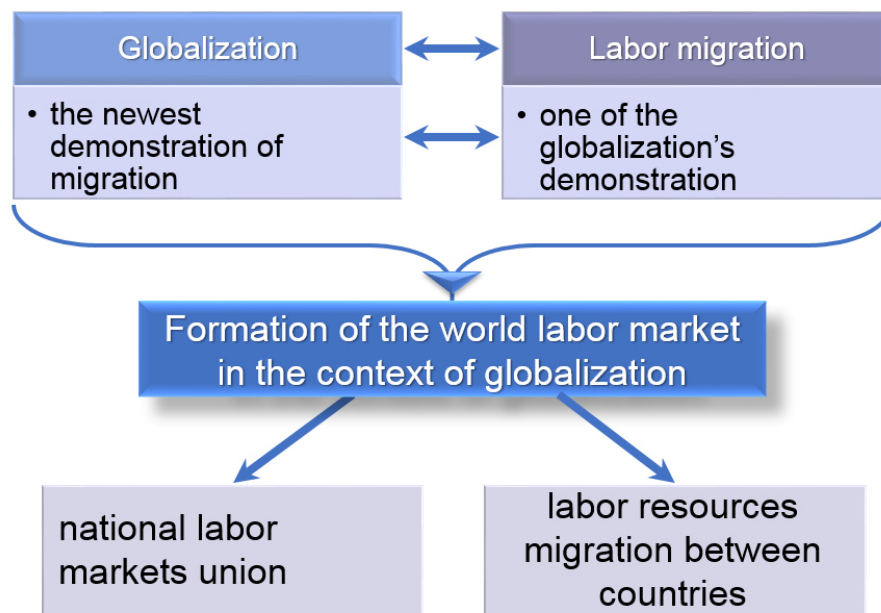 Globalization
Labor migration
• the newest
demonstration of
migration
• one of the
globalization’s
demonstration
Formation of the world labor market
in the context of globalization
national labor
markets union
labor resources
migration between
countries